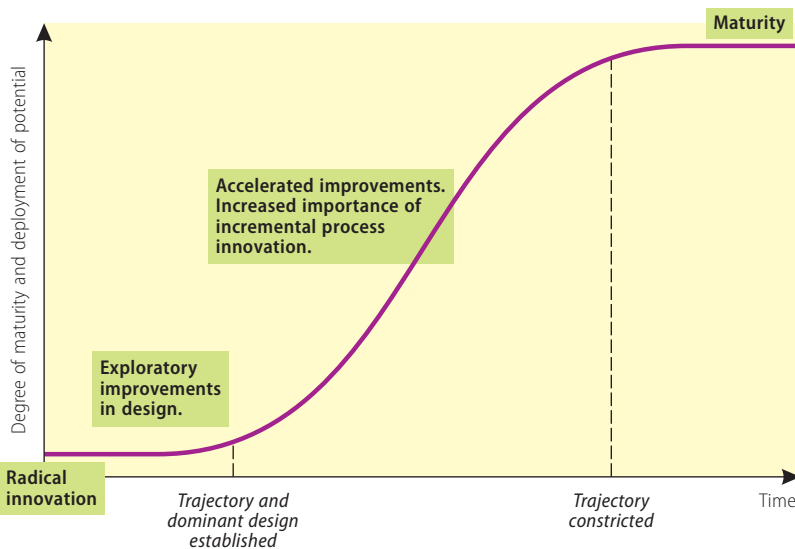 Maturity
Degree of maturity and deployment of potential
Accelerated improvements.
Increased importance of
incremental process
innovation.
Exploratory
improvements
in design.
Radical
innovation
Trajectory and
dominant design
established
Trajectory
constricted
Time